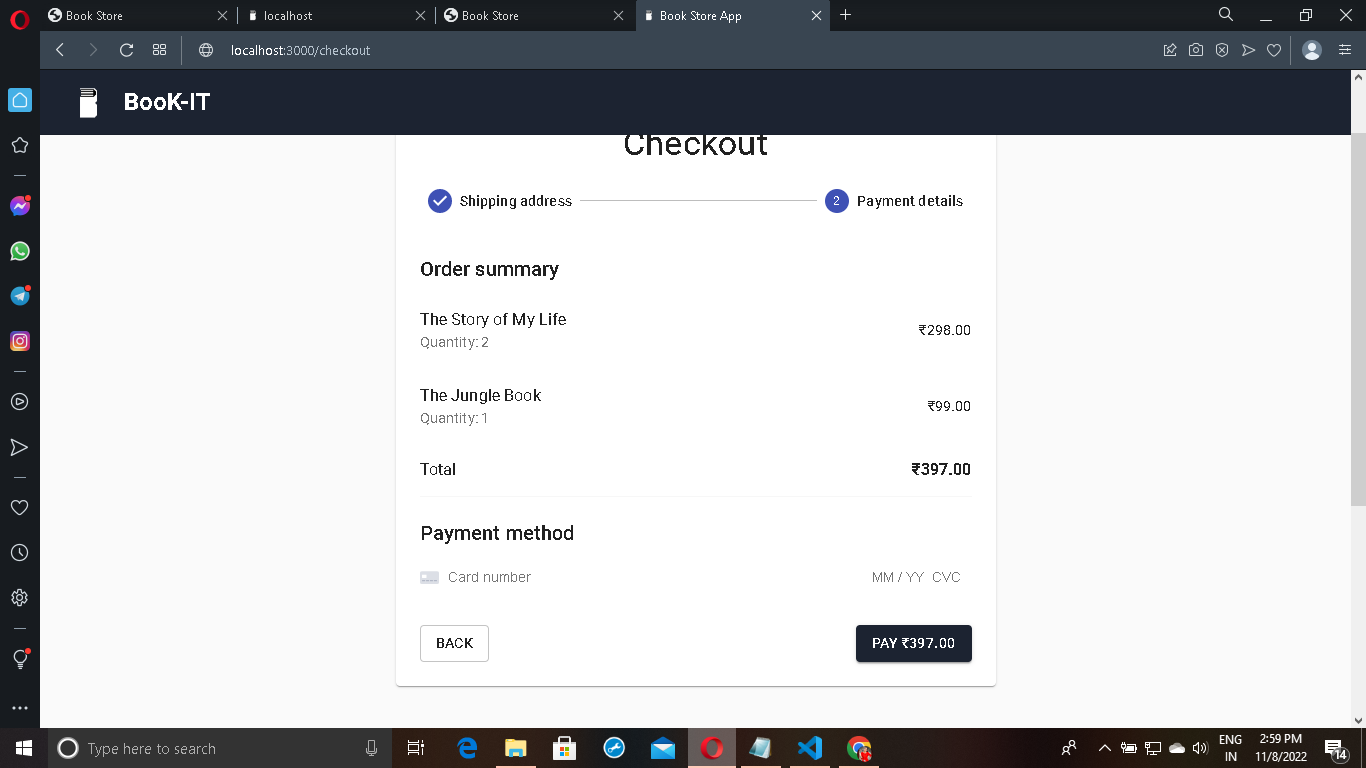 Book Store
localhost
Book Store
Book Store App
localhost:3000/checkout
BooK-IT
Checkout
Shipping address
2 Payment details
Order summary
The Story of My Life
Quantity: 2
₹298.00
The Jungle Book
Quantity: 1
₹99.00
Total ₹397.00
Payment method
Card number MM / YY CVC
BACK PAY ₹397.00
Type here to search
ENG
IN
2:59 PM
11/8/2022
14